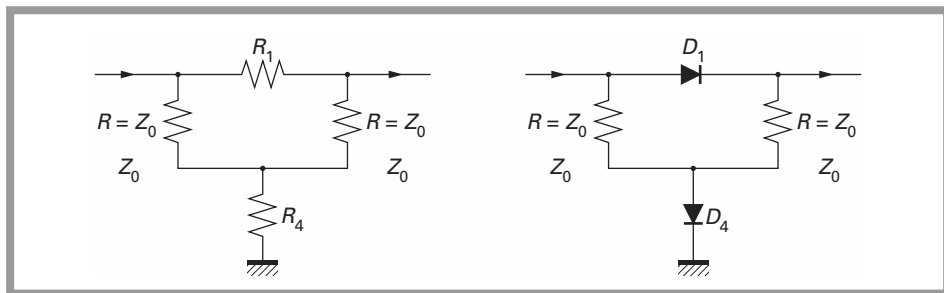 R₁
R = Z₀
R = Z₀
Z₀
Z₀
R₄
D₁
R = Z₀
R = Z₀
Z₀
Z₀
D₄